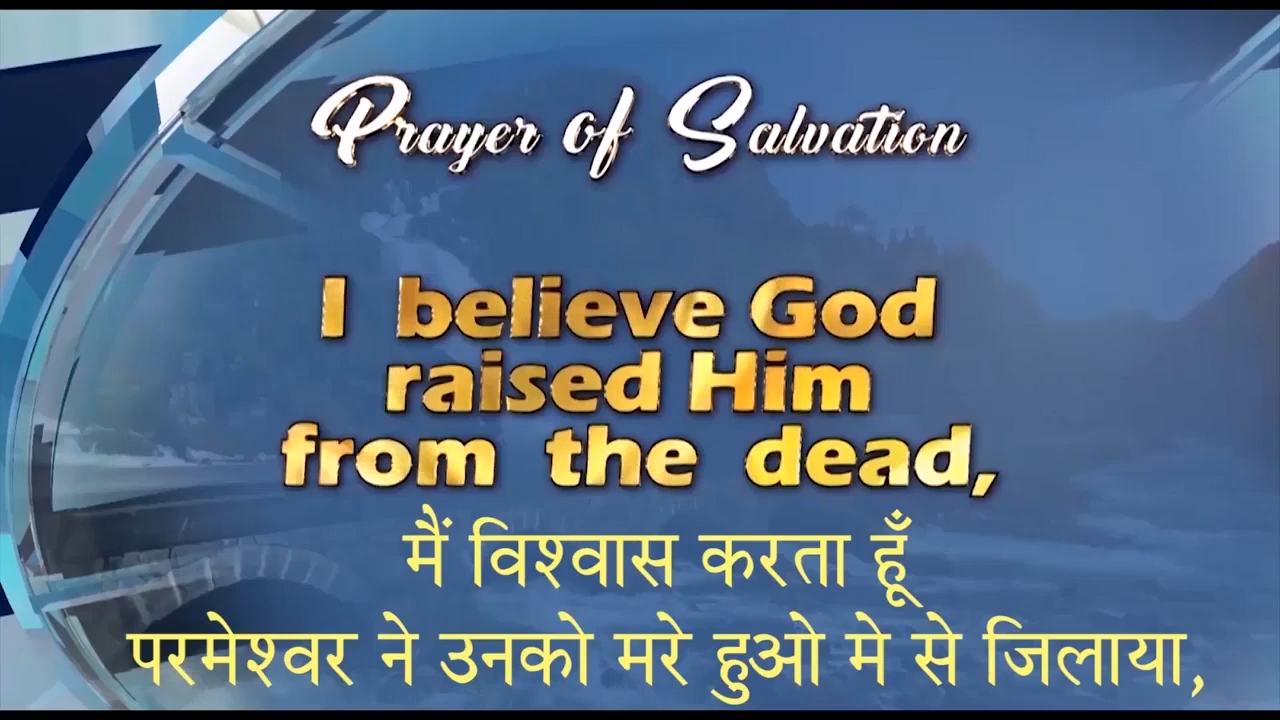 Prayer of Salvation
I believe God
raised Him
from the dead,
मैं विश्वास करता हूँ
परमेश्वर ने उनको मरे हुओ मे से जिलाया,